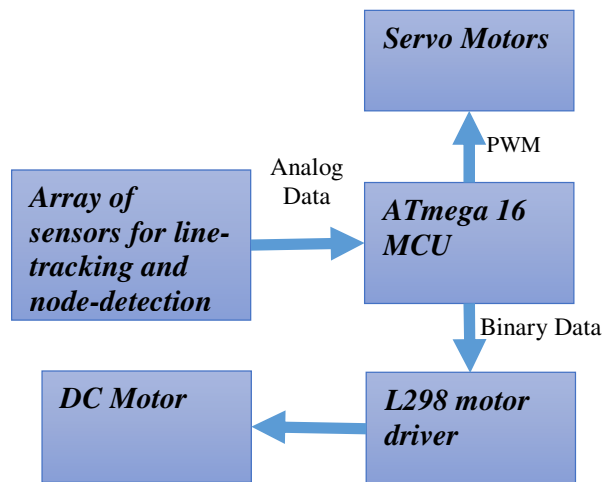 Servo Motors
PWM
Analog
Data
Array of
sensors for line-
tracking and
node-detection
ATmega 16
MCU
Binary Data
DC Motor
L298 motor
driver